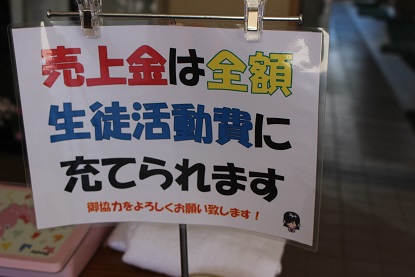 売上金は全額
生徒活動費に
充てられます
御協力をよろしくお願い致します！